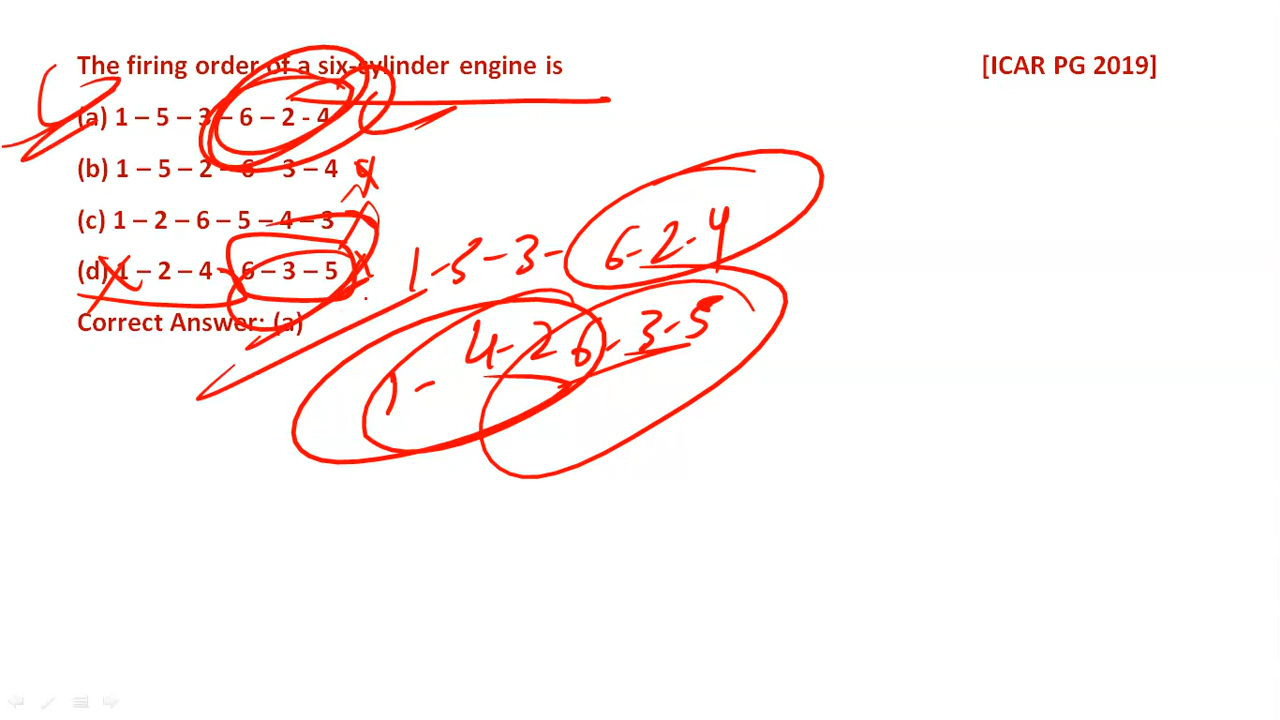 The firing order of a six-cylinder engine is [ICAR PG 2019]
(a) 1 – 5 – 3 – 6 – 2 - 4
(b) 1 – 5 – 2 – 6 – 3 – 4
(c) 1 – 2 – 6 – 5 – 4 – 3
(d) 1 – 2 – 4 – 6 – 3 – 5
Correct Answer: (a)
1-5-3-6-2-4
1-4-2 6-3-5